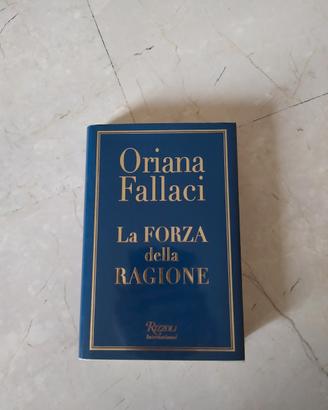 Oriana
Fallaci
La FORZA
della
RAGIONE
RIZZOLI
International